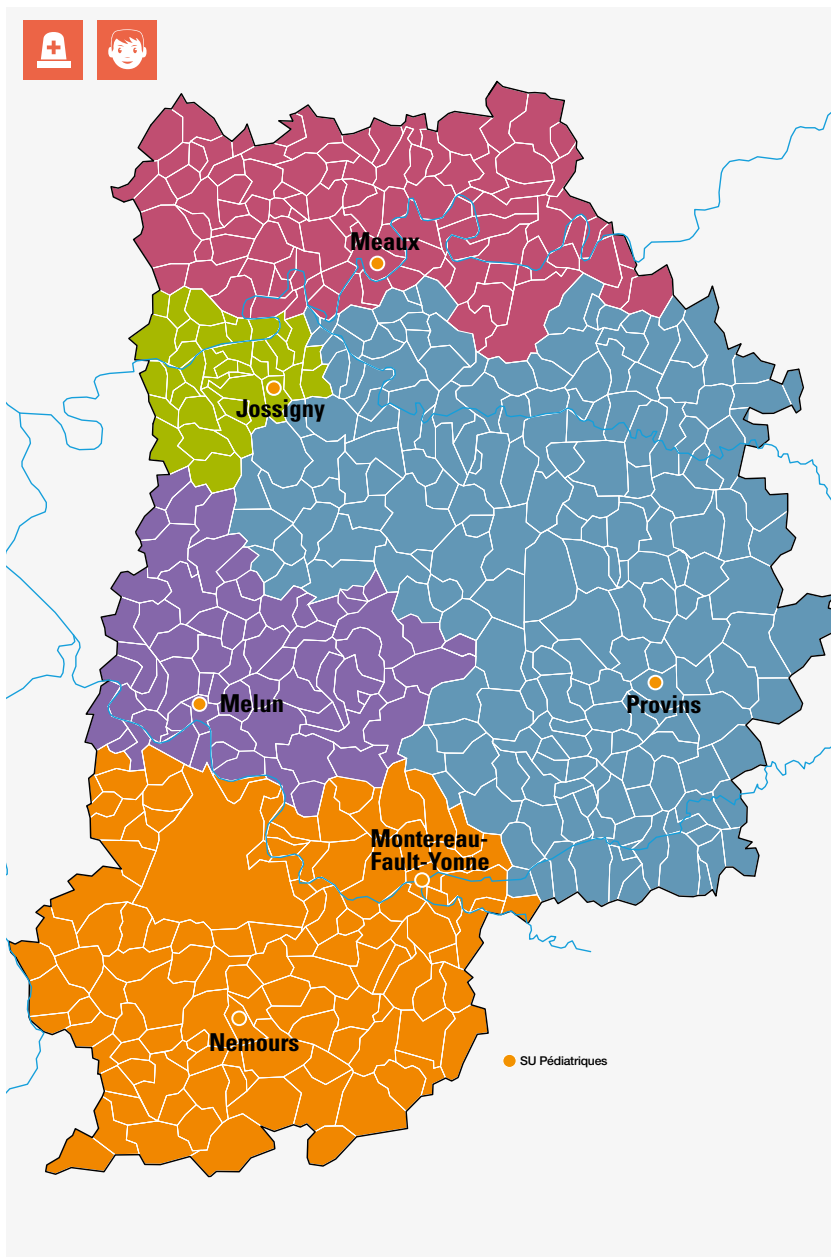 Meaux
Jossigny
Melun
Provins
Montereau-
Fault-Yonne
Nemours
SU Pédiatriques